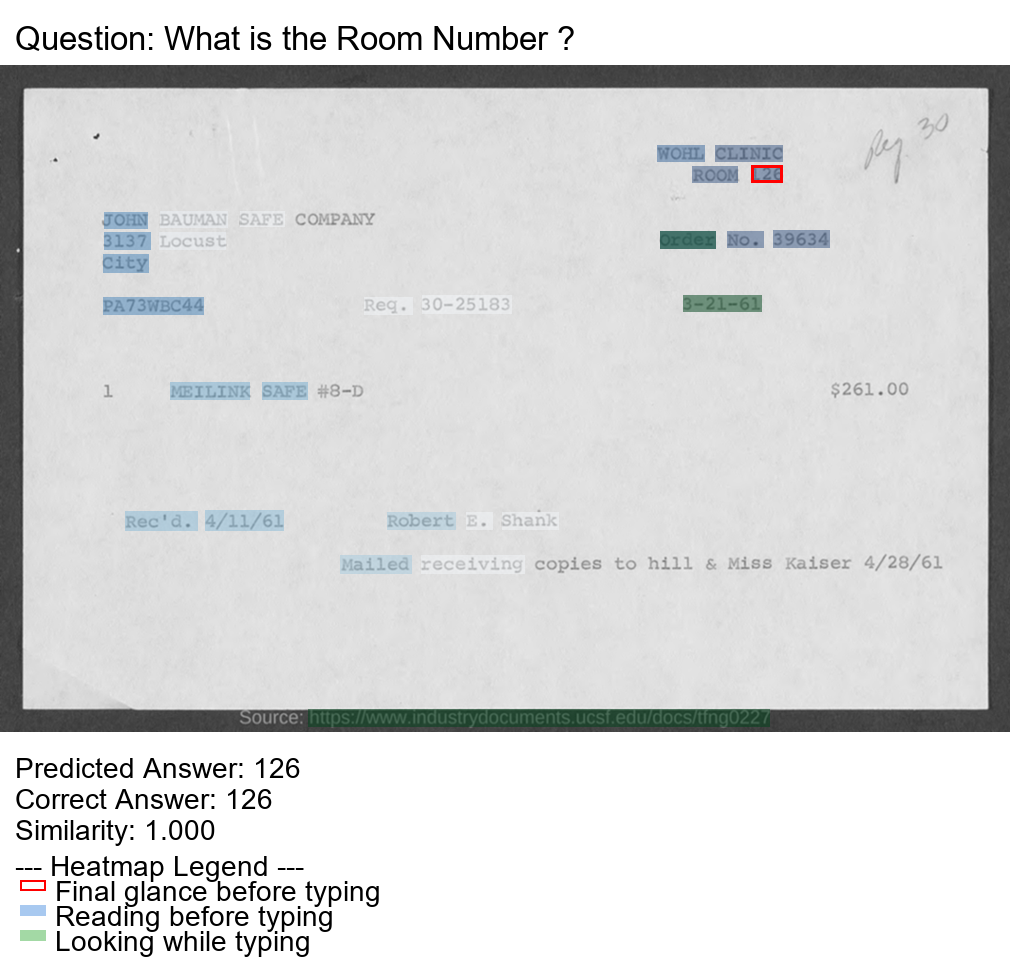 Question: What is the Room Number ?
Reg. 30
WOHL CLINIC
ROOM 126
JOHN BAUMAN SAFE COMPANY
3137 Locust
Order No. 39634
City
PA73WBC44 Req. 30-25183 3-21-61
1 MEILINK SAFE #8-D $261.00
Rec'd. 4/11/61 Robert E. Shank
Mailed receiving copies to hill & Miss Kaiser 4/28/61
Source: https://www.industrydocuments.ucsf.edu/docs/tfng0227
Predicted Answer: 126
Correct Answer: 126
Similarity: 1.000
--- Heatmap Legend ---
Final glance before typing
Reading before typing
Looking while typing